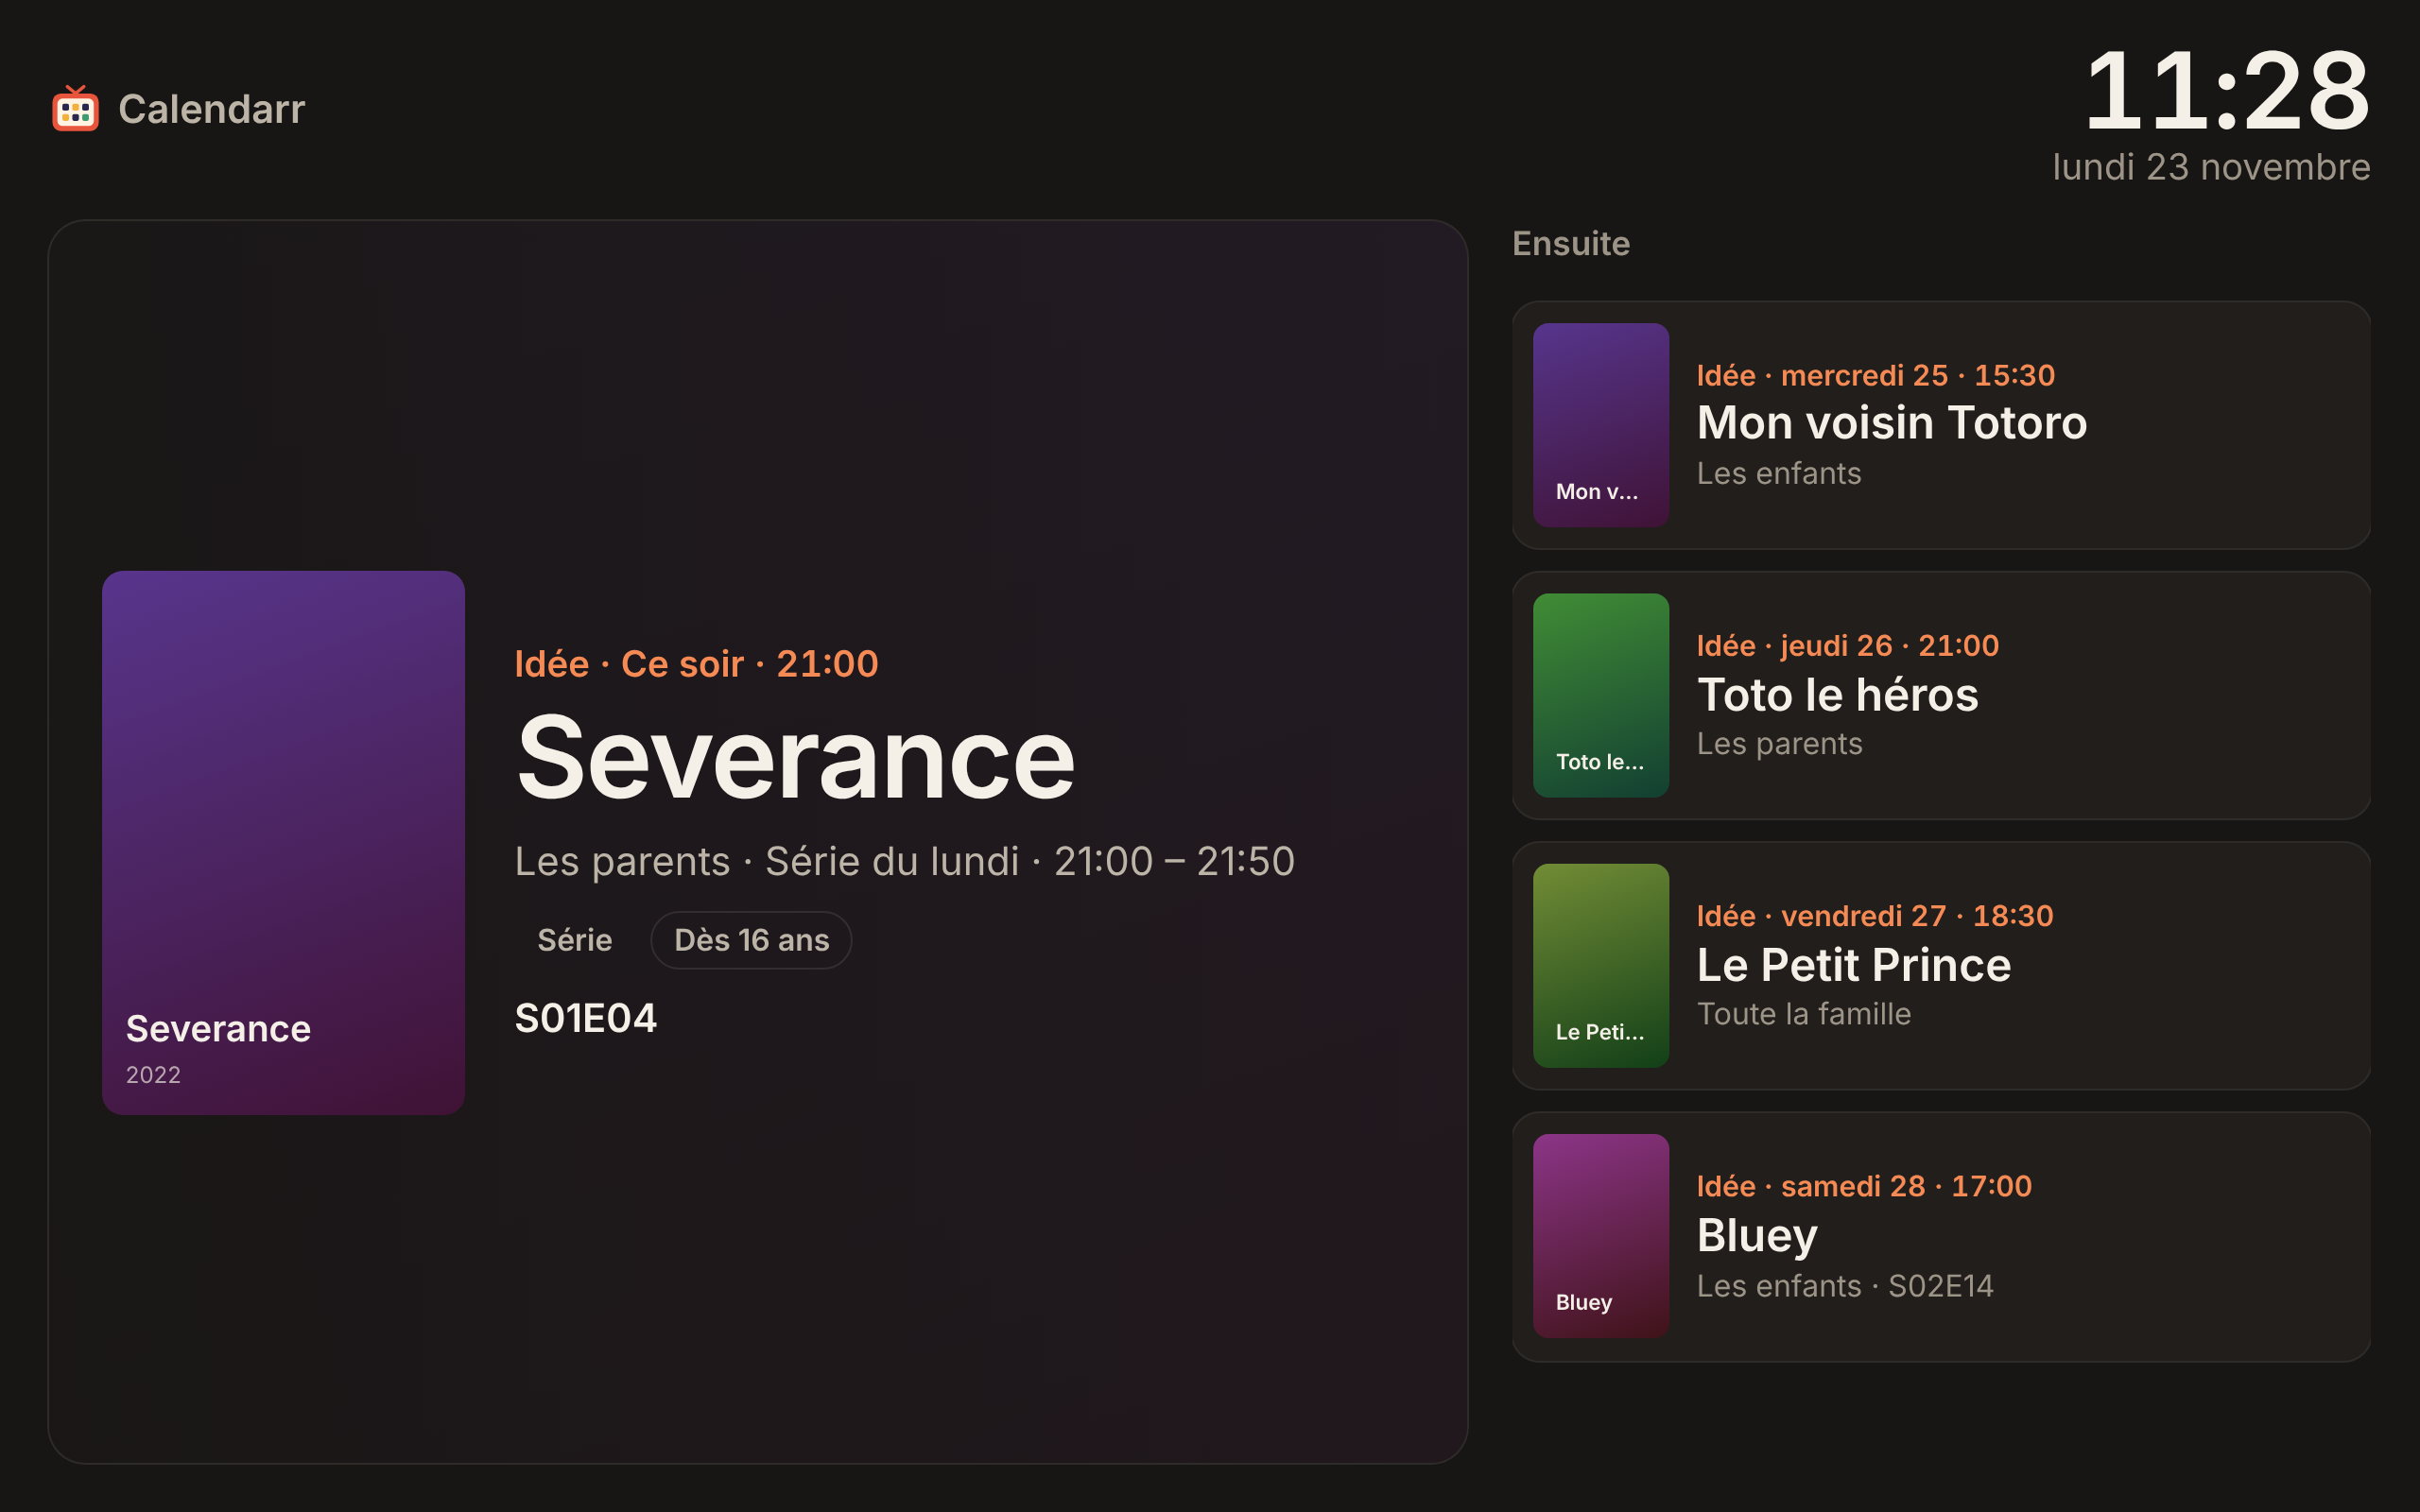 Calendarr
11:28
lundi 23 novembre
Severance
2022
Idée · Ce soir · 21:00
Severance
Les parents · Série du lundi · 21:00 – 21:50
Série
Dès 16 ans
S01E04
Ensuite
Mon v...
Idée · mercredi 25 · 15:30
Mon voisin Totoro
Les enfants
Toto le...
Idée · jeudi 26 · 21:00
Toto le héros
Les parents
Le Peti...
Idée · vendredi 27 · 18:30
Le Petit Prince
Toute la famille
Bluey
Idée · samedi 28 · 17:00
Bluey
Les enfants · S02E14